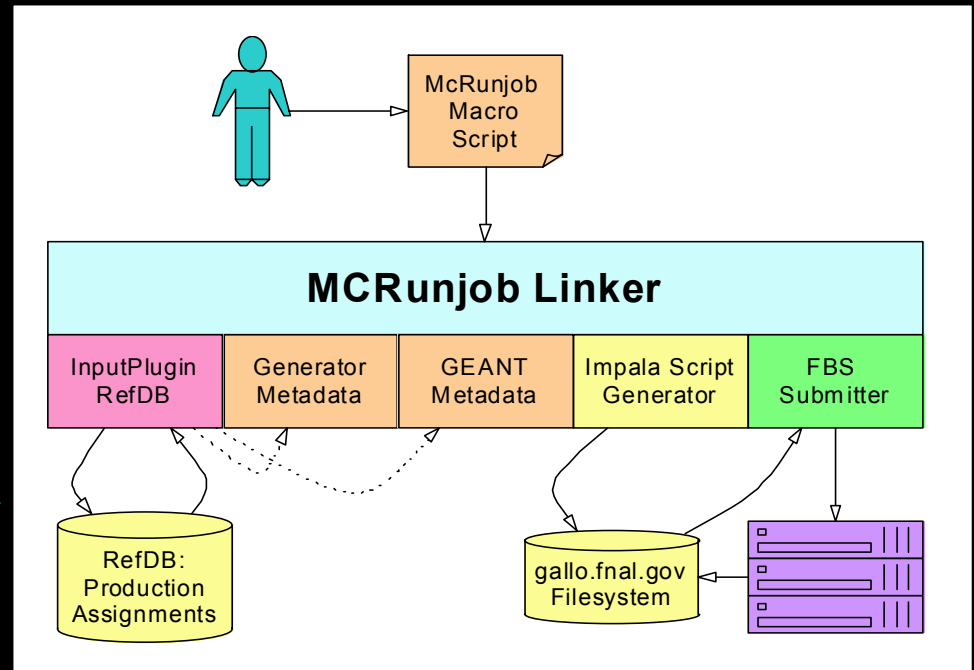 McRunjob
Macro
Script
MCRunjob Linker
InputPlugin
RefDB
Generator
Metadata
GEANT
Metadata
Impala Script
Generator
FBS
Submitter
RefDB:
Production
Assignments
gallo.fnal.gov
Filesystem